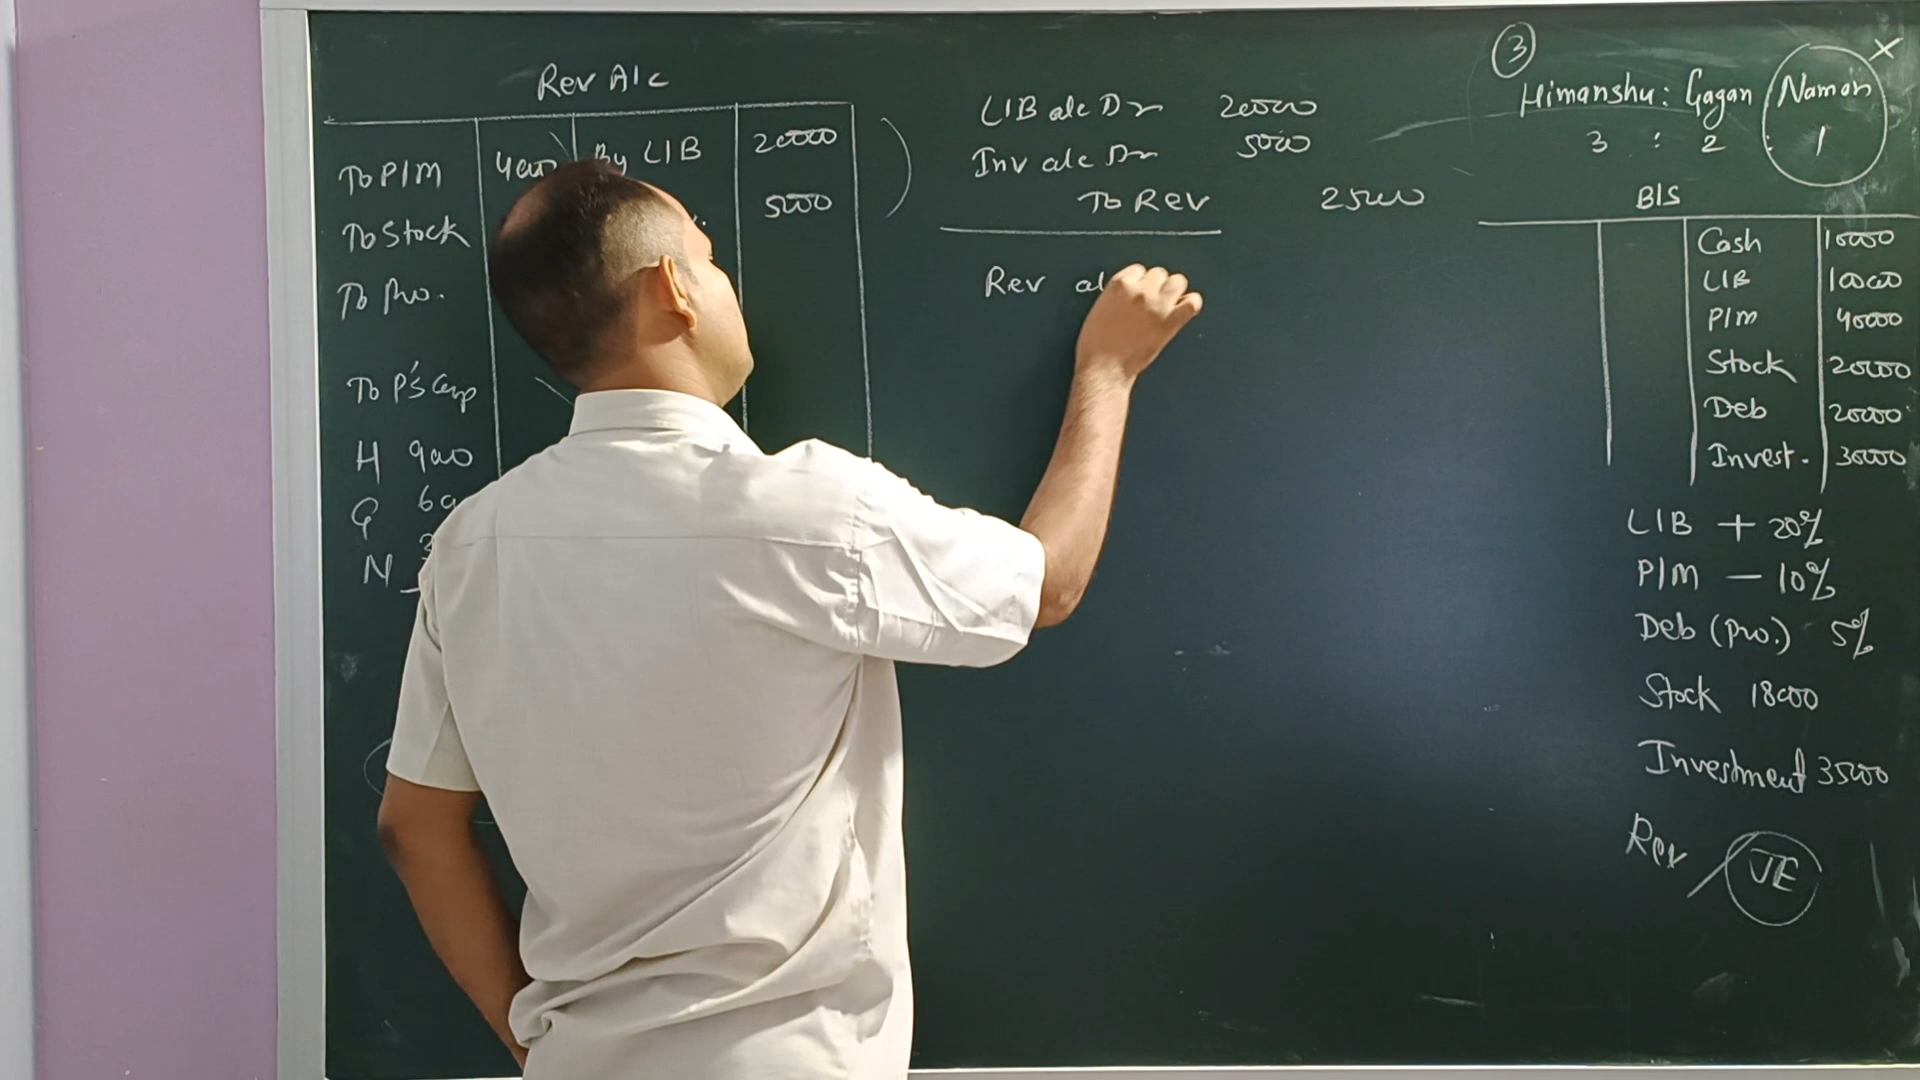 Rev A/c
To P/M 4000 By L/B 20000
To Stock 5000
To Pro.
To P's Cap
H 9000
G
N
L/B a/c Dr 20000
Inv a/c Dr 5000
To Rev 25000
Rev a/
3
Himanshu : Gagan Naman ×
3 : 2 : 1
B/S
Cash 10000
L/B 100000
P/M 40000
Stock 20000
Deb 20000
Invest. 30000
L/B + 20%
P/M – 10%
Deb (Pro.) 5%
Stock 18000
Investment 35000
Rev / JE